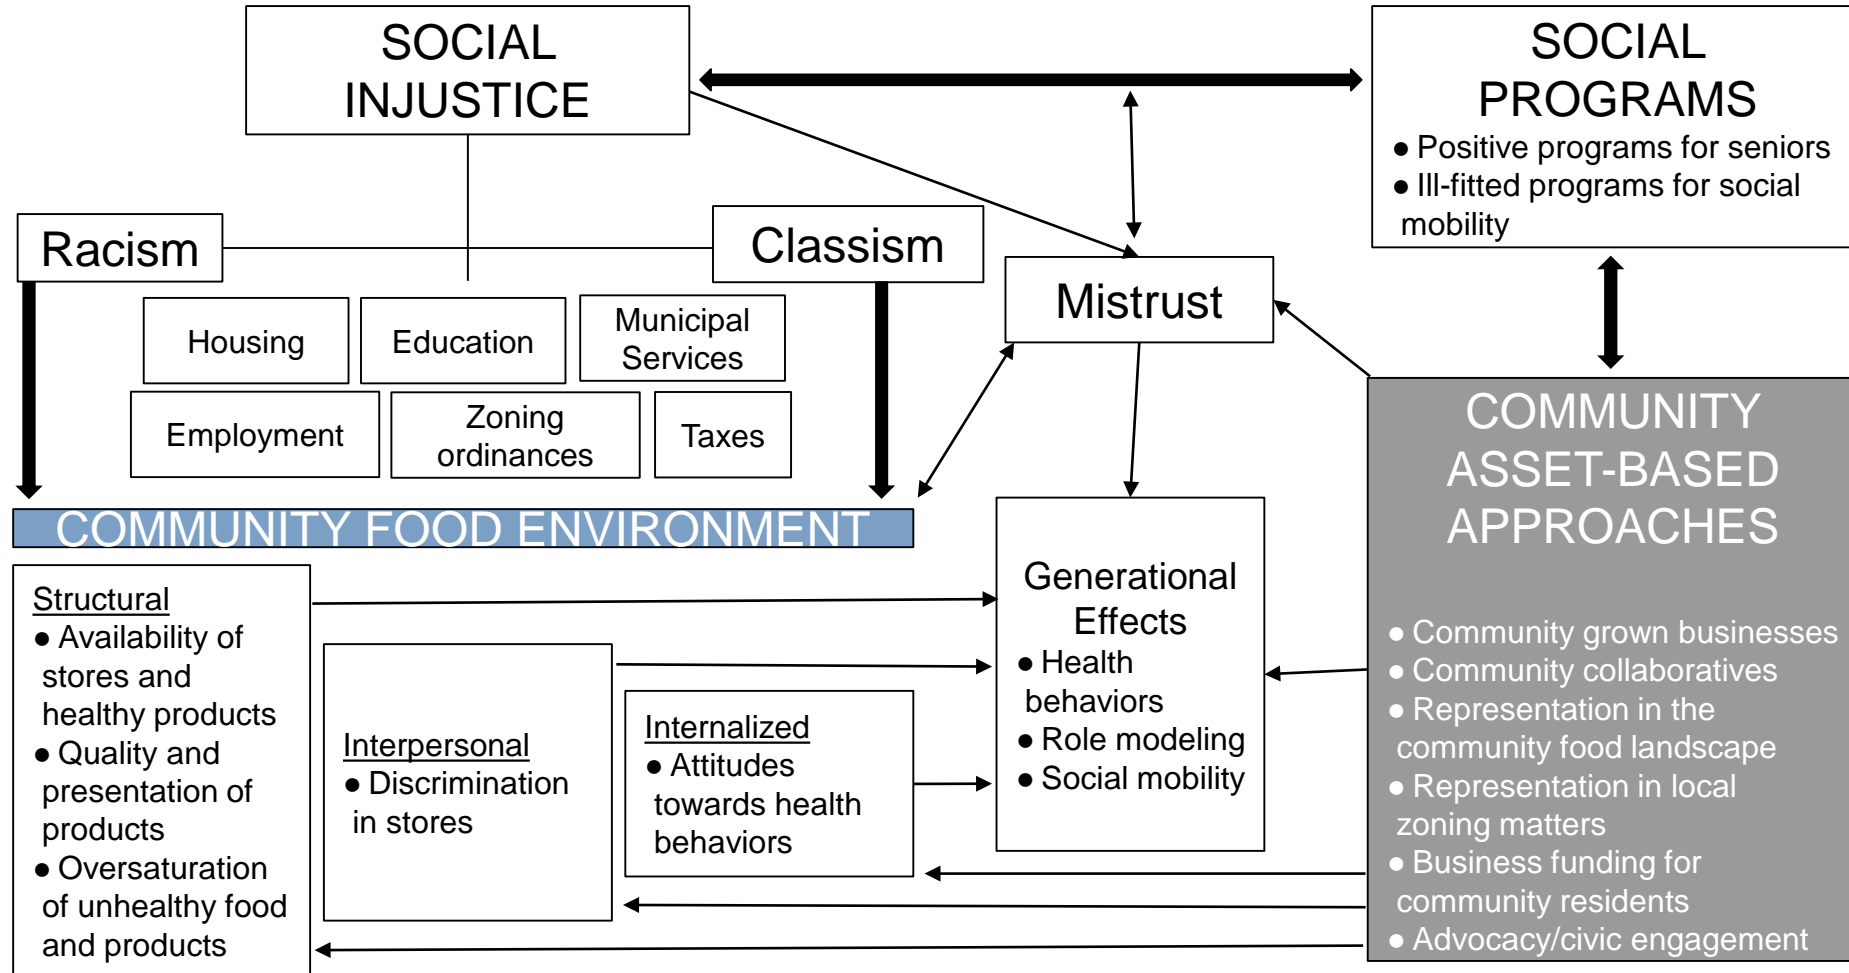 SOCIAL
INJUSTICE
SOCIAL
PROGRAMS
● Positive programs for seniors
● Ill-fitted programs for social
mobility
Racism
Classism
Mistrust
Housing
Education
Municipal
Services
Employment
Zoning
ordinances
Taxes
COMMUNITY FOOD ENVIRONMENT
Structural
● Availability of
stores and
healthy products
● Quality and
presentation of
products
● Oversaturation
of unhealthy food
and products
Interpersonal
● Discrimination
in stores
Internalized
● Attitudes
towards health
behaviors
Generational
Effects
● Health
behaviors
● Role modeling
● Social mobility
COMMUNITY
ASSET-BASED
APPROACHES
● Community grown businesses
● Community collaboratives
● Representation in the
community food landscape
● Representation in local
zoning matters
● Business funding for
community residents
● Advocacy/civic engagement